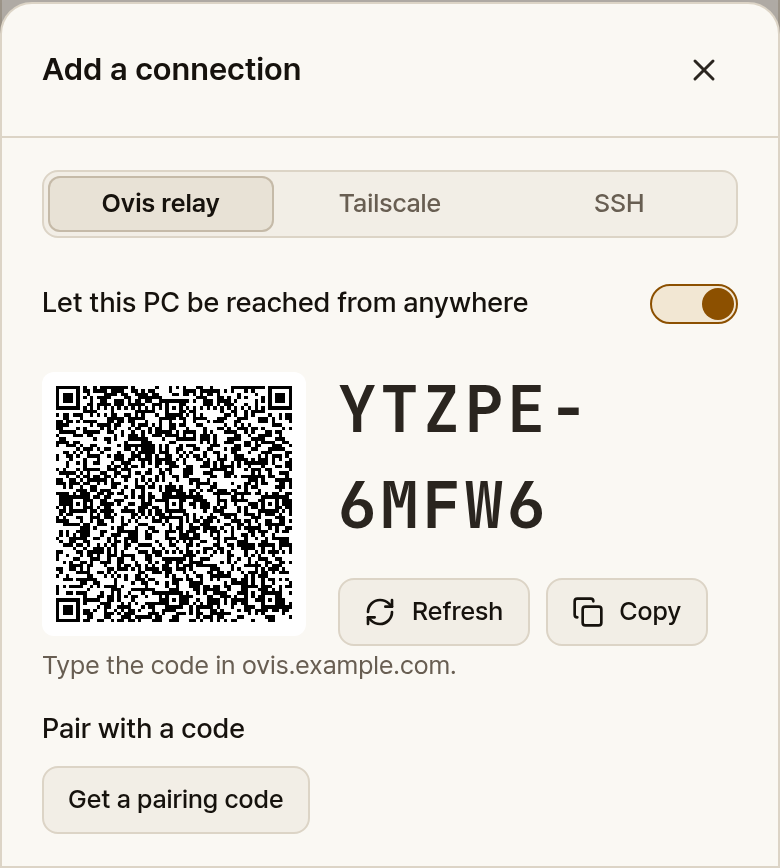 Add a connection
Ovis relay
Tailscale
SSH
Let this PC be reached from anywhere
YTZPE-
6MFW6
Refresh
Copy
Type the code in ovis.example.com.
Pair with a code
Get a pairing code